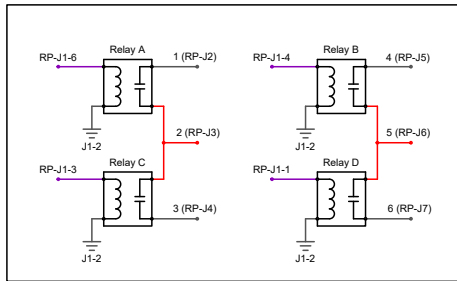 Relay A
RP-J1-6
1 (RP-J2)
J1-2
2 (RP-J3)
Relay C
RP-J1-3
3 (RP-J4)
J1-2
Relay B
RP-J1-4
4 (RP-J5)
J1-2
5 (RP-J6)
Relay D
RP-J1-1
6 (RP-J7)
J1-2